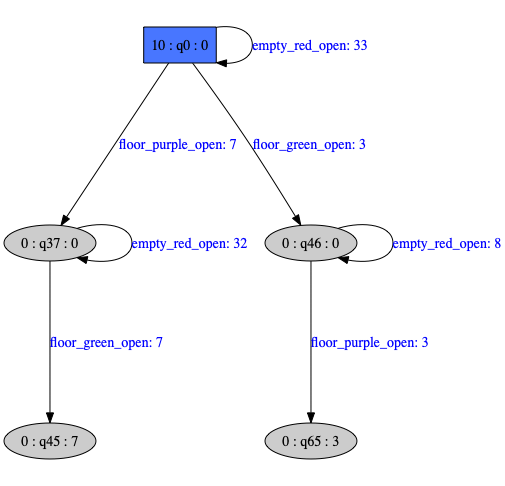 10 : q0 : 0
empty_red_open: 33
floor_purple_open: 7
floor_green_open: 3
0 : q37 : 0
empty_red_open: 32
0 : q46 : 0
empty_red_open: 8
floor_green_open: 7
floor_purple_open: 3
0 : q45 : 7
0 : q65 : 3